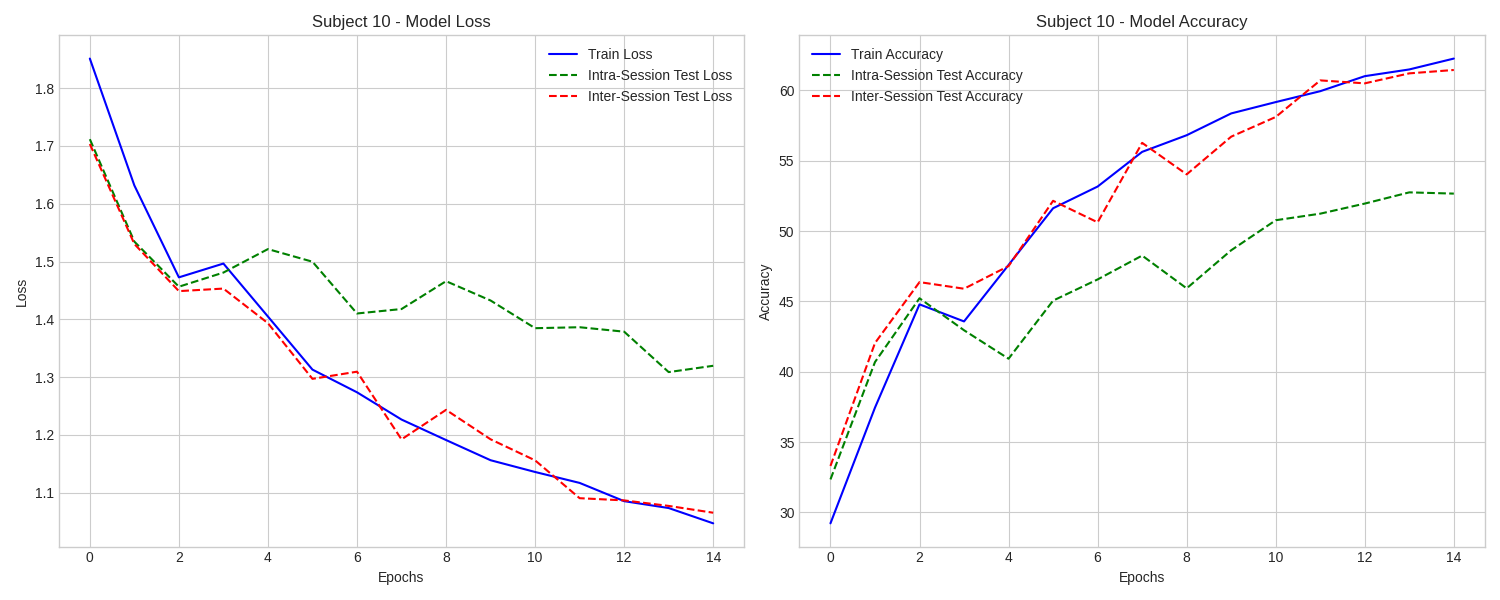 Subject 10 - Model Loss
Train Loss
Intra-Session Test Loss
Inter-Session Test Loss
Loss
1.8
1.7
1.6
1.5
1.4
1.3
1.2
1.1
0 2 4 6 8 10 12 14
Epochs
Subject 10 - Model Accuracy
Train Accuracy
Intra-Session Test Accuracy
Inter-Session Test Accuracy
Accuracy
60
55
50
45
40
35
30
0 2 4 6 8 10 12 14
Epochs